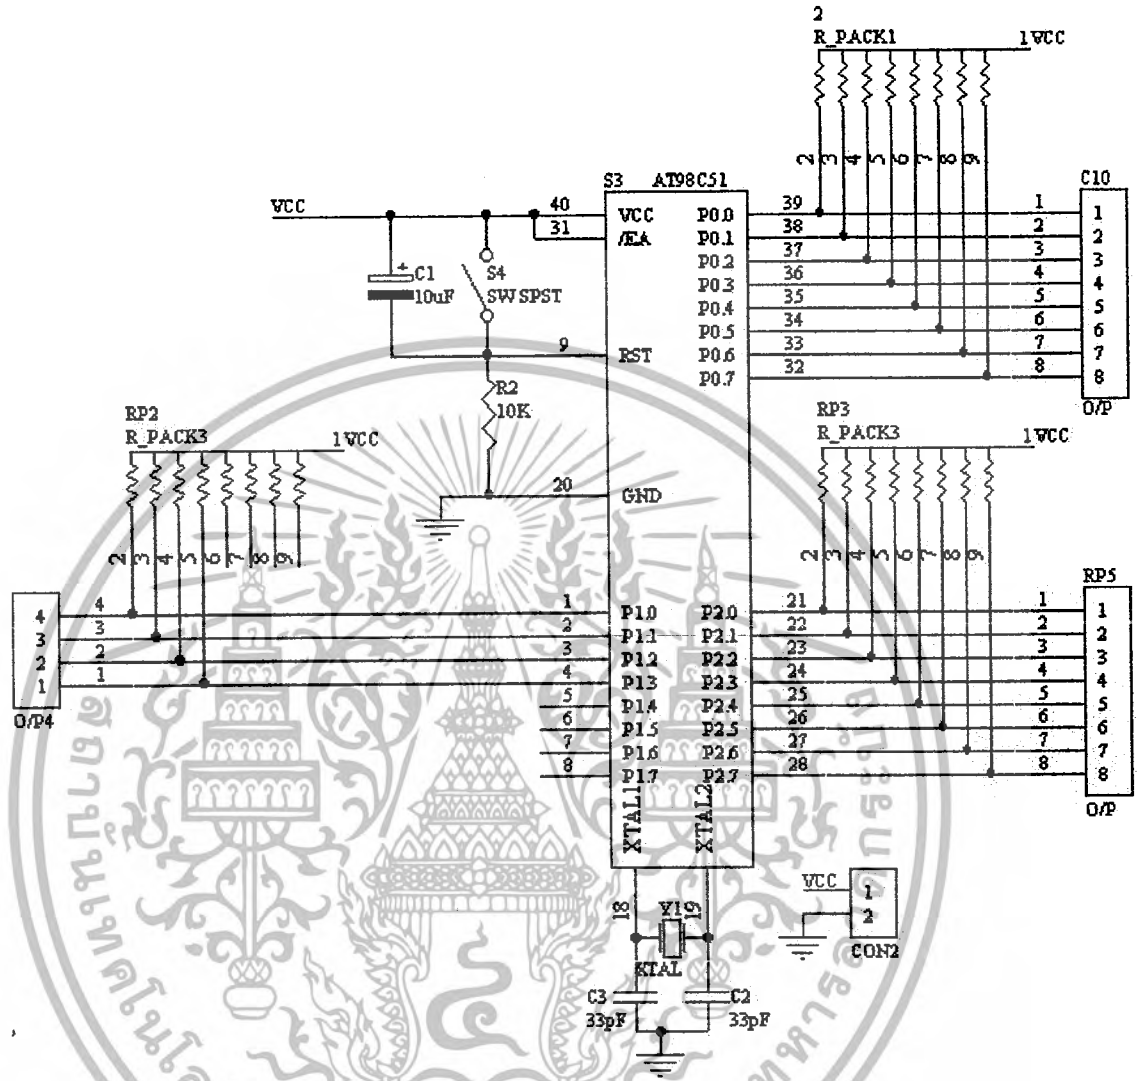 2
R_PACK1
1 VCC
2 3 4 5 6 7 8 9
S3 AT98C51
C10
VCC
40 VCC
31 /EA
P0.0 39 1 1
P0.1 38 2 2
P0.2 37 3 3
P0.3 36 4 4
P0.4 35 5 5
P0.5 34 6 6
P0.6 33 7 7
P0.7 32 8 8
O/P
+
C1
10uF
S4
SW SPST
9 RST
R2
10K
20 GND
RP2
R_PACK3
1 VCC
2 3 4 5 6 7 8 9
RP3
R_PACK3
1 VCC
2 3 4 5 6 7 8 9
RP5
4 4 1 P1.0
3 3 2 P1.1
2 2 3 P1.2
1 1 4 P1.3
5 P1.4
6 P1.5
7 P1.6
8 P1.7
O/P4
P2.0 21 1 1
P2.1 22 2 2
P2.2 23 3 3
P2.3 24 4 4
P2.4 25 5 5
P2.5 26 6 6
P2.6 27 7 7
P2.7 28 8 8
O/P
XTAL1
XTAL2
18
Y1
19
XTAL
C3
33pF
C2
33pF
VCC 1
2
CON2